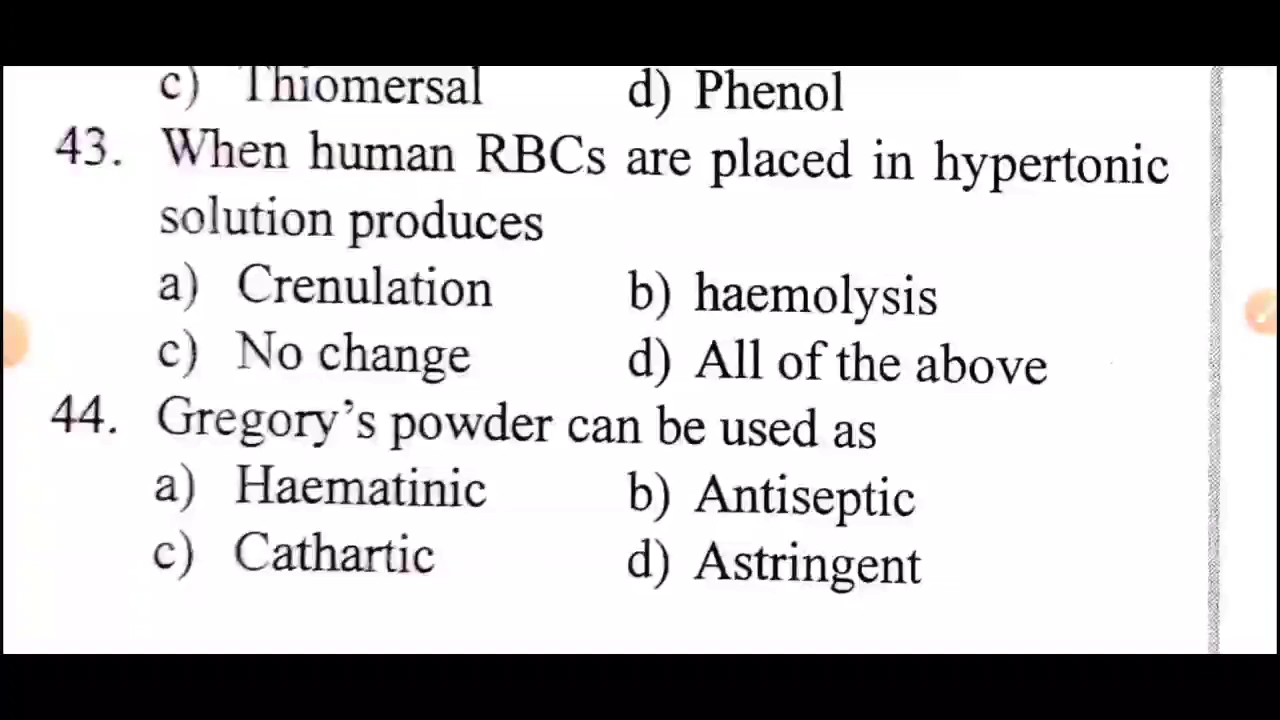 c) Thiomersal d) Phenol
43. When human RBCs are placed in hypertonic
solution produces
a) Crenulation b) haemolysis
c) No change d) All of the above
44. Gregory's powder can be used as
a) Haematinic b) Antiseptic
c) Cathartic d) Astringent